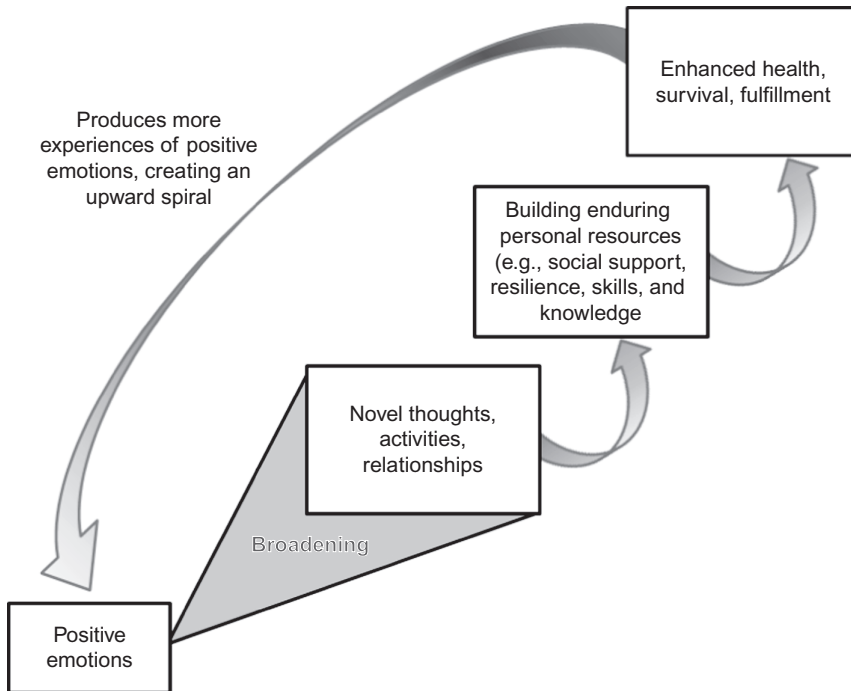 Enhanced health,
survival, fulfillment
Produces more
experiences of positive
emotions, creating an
upward spiral
Building enduring
personal resources
(e.g., social support,
resilience, skills, and
knowledge
Novel thoughts,
activities,
relationships
Broadening
Positive
emotions